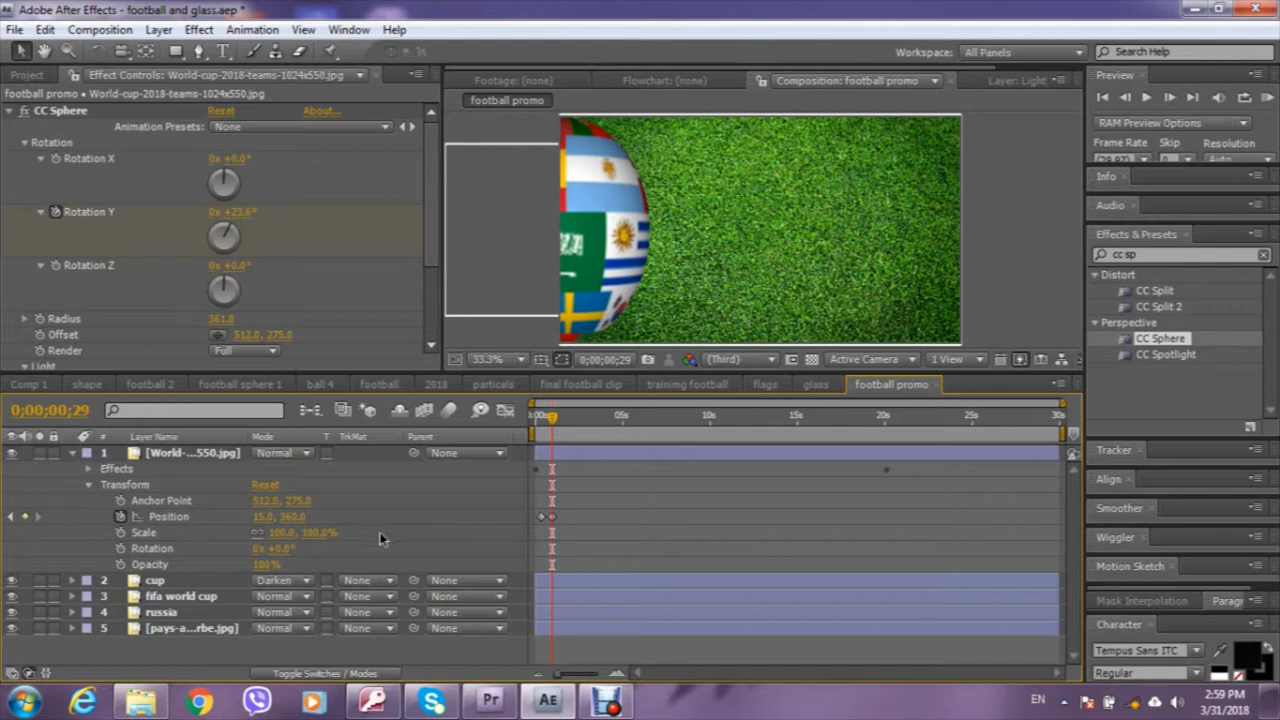 Adobe After Effects - football and glass.aep *
File Edit Composition Layer Effect Animation View Window Help
Workspace: All Panels
Search Help
Project Effect Controls: World-cup-2018-teams-1024x550.jpg
Footage: (none) Flowchart: (none) Composition: football promo Layer: Light
Preview
football promo • World-cup-2018-teams-1024x550.jpg
football promo
CC Sphere Reset About...
Animation Presets: None
RAM Preview Options
Rotation
Frame Rate Skip Resolution
Rotation X 0x +0.0°
(29.97) 0 Auto
Info
Audio
Rotation Y 0x +23.6°
Effects & Presets
cc sp
Rotation Z 0x +0.0°
Distort
CC Split
CC Split 2
Perspective
Radius 361.0
Offset 512.0, 275.0
CC Sphere
Render Full
CC Spotlight
Light
33.3% 0;00;00;29 (Third) Active Camera 1 View
Comp 1 shape football 2 football sphere 1 ball 4 football 2018 particals final football clip training football flags glass football promo
0;00;00;29
:00s 05s 10s 15s 20s 25s 30s
# Layer Name Mode T TrkMat Parent
1 [World-...550.jpg] Normal None
Effects
Transform Reset
Anchor Point 512.0, 275.0
Position 15.0, 360.0
Scale 100.0, 100.0%
Rotation 0x +0.0°
Opacity 100%
2 cup Darken None None
3 fifa world cup Normal None None
4 russia Normal None None
5 [pays-a...rbe.jpg] Normal None None
Toggle Switches / Modes
Tracker
Align
Smoother
Wiggler
Motion Sketch
Mask Interpolation Paragr
Character
Tempus Sans ITC
Regular
Pr Ae
EN
2:59 PM
3/31/2018